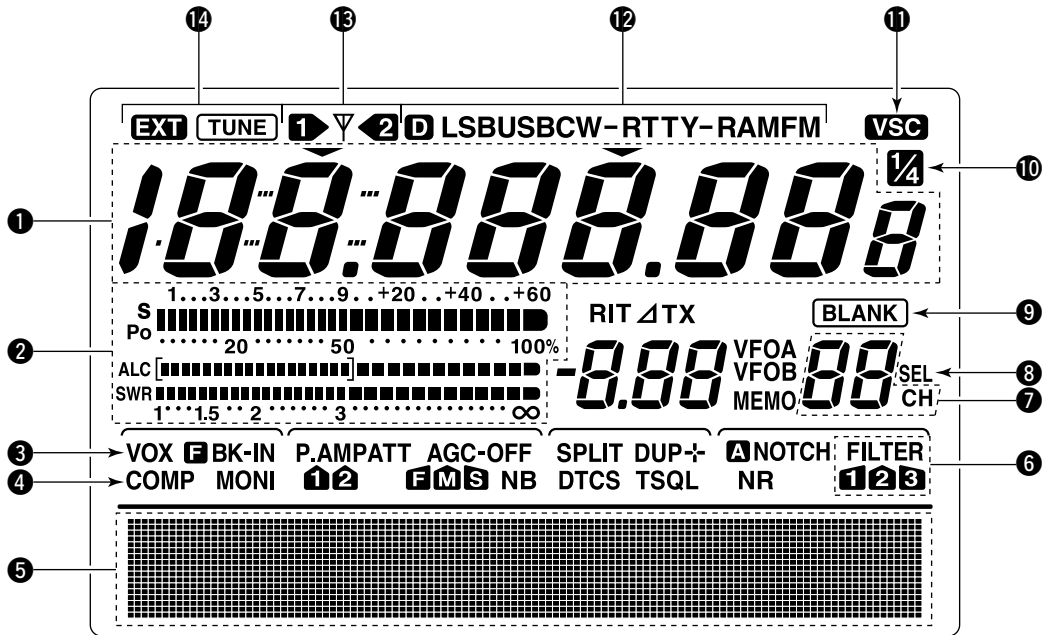 ⓮ ⓭ ⓬ ⓫
EXT TUNE 1 2 D LSBUSBCW-RTTY-RAMFM VSC
¼ ❿
❶ 188.888.888
1...3...5...7...9..+20..+40..+60
S
Po
20 50 100%
ALC
SWR
1 1.5 2 3 ∞
❷
RIT ⊿TX BLANK ❾
-8.88 VFOA 88
VFOB SEL ❽
MEMO CH ❼
❸ VOX F BK-IN P.AMPATT AGC-OFF SPLIT DUP-+ A NOTCH FILTER
❹ COMP MONI 1 2 F M S NB DTCS TSQL NR 1 2 3 ❻
❺